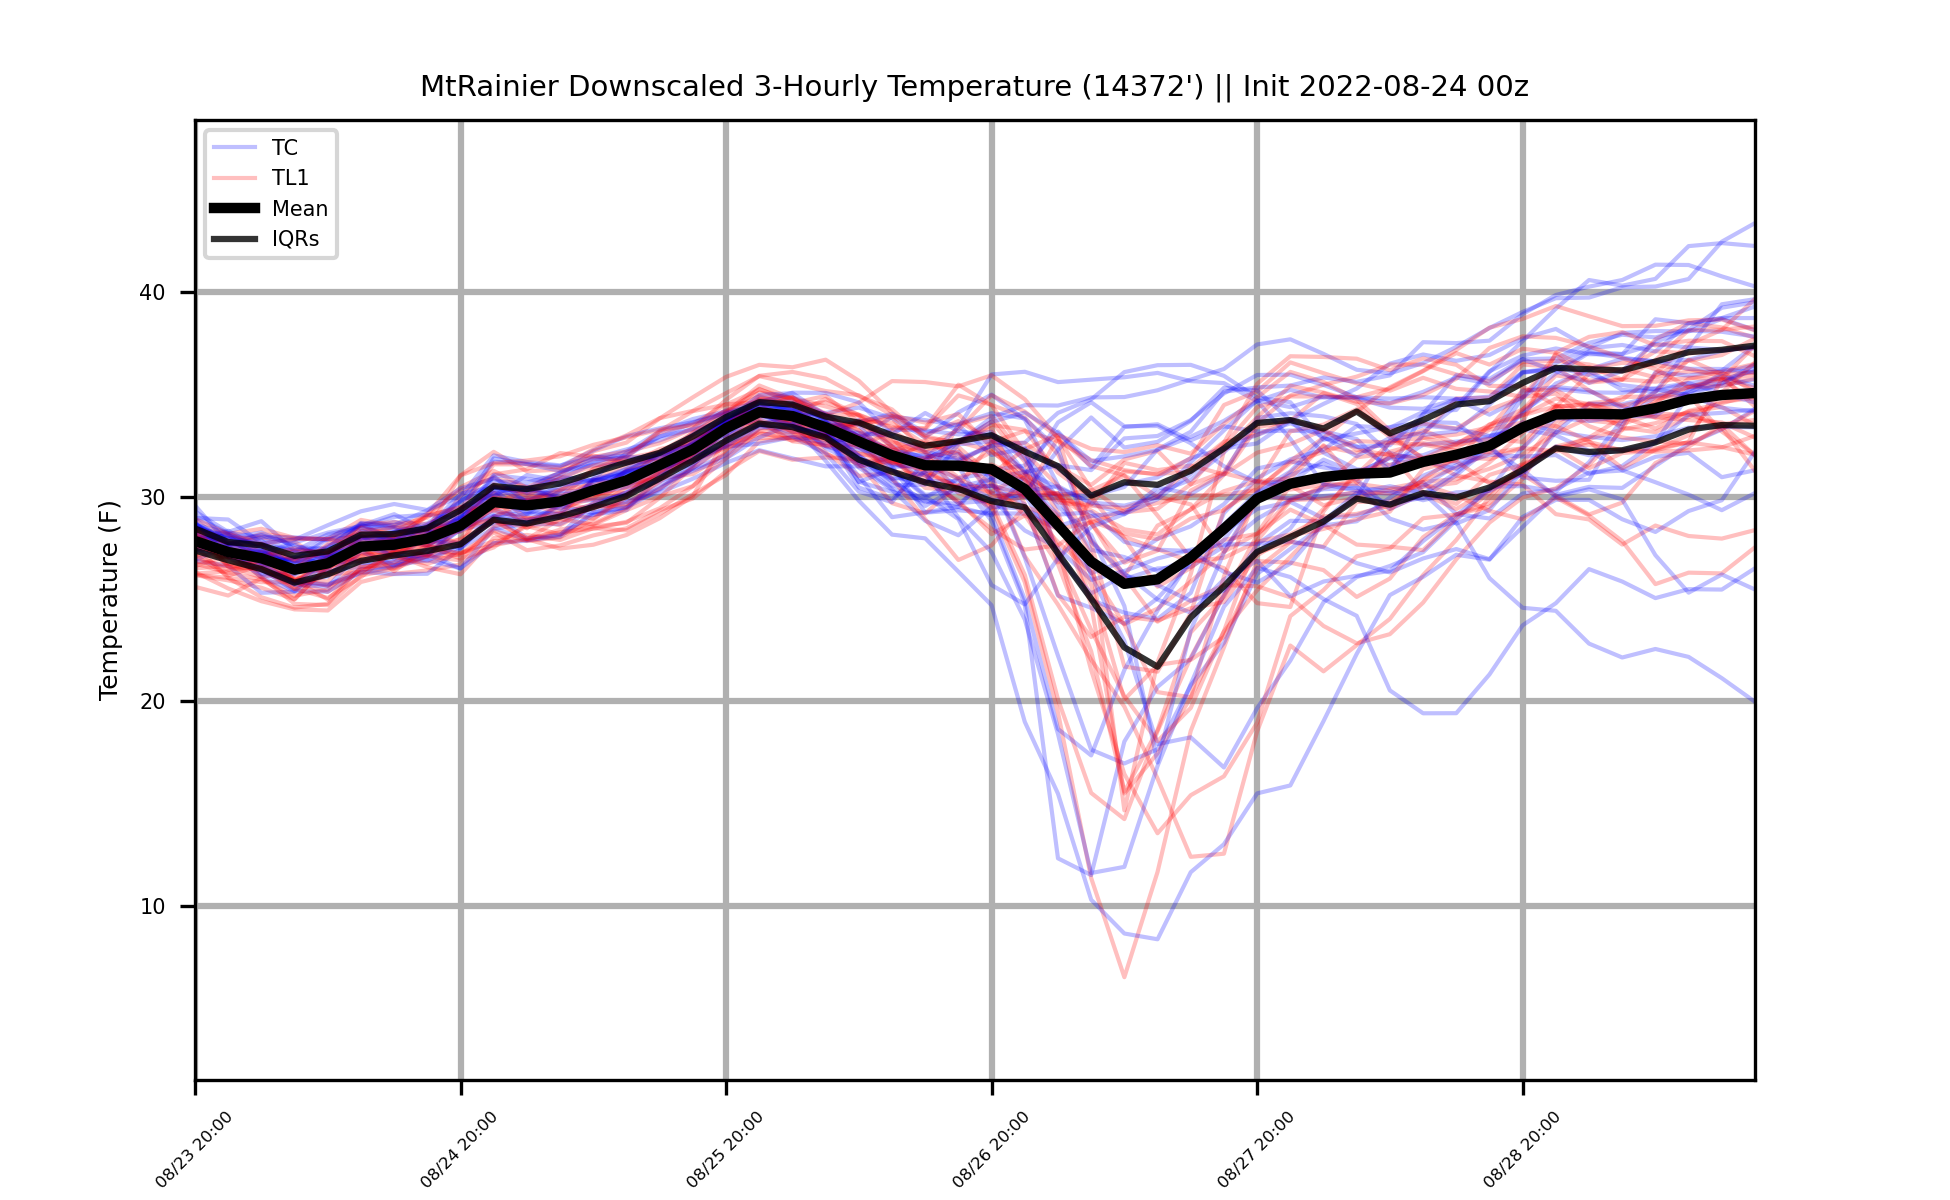 MtRainier Downscaled 3-Hourly Temperature (14372') || Init 2022-08-24 00z
TC
TL1
Mean
IQRs
Temperature (F)
40
30
20
10
08/23 20:00
08/24 20:00
08/25 20:00
08/26 20:00
08/27 20:00
08/28 20:00